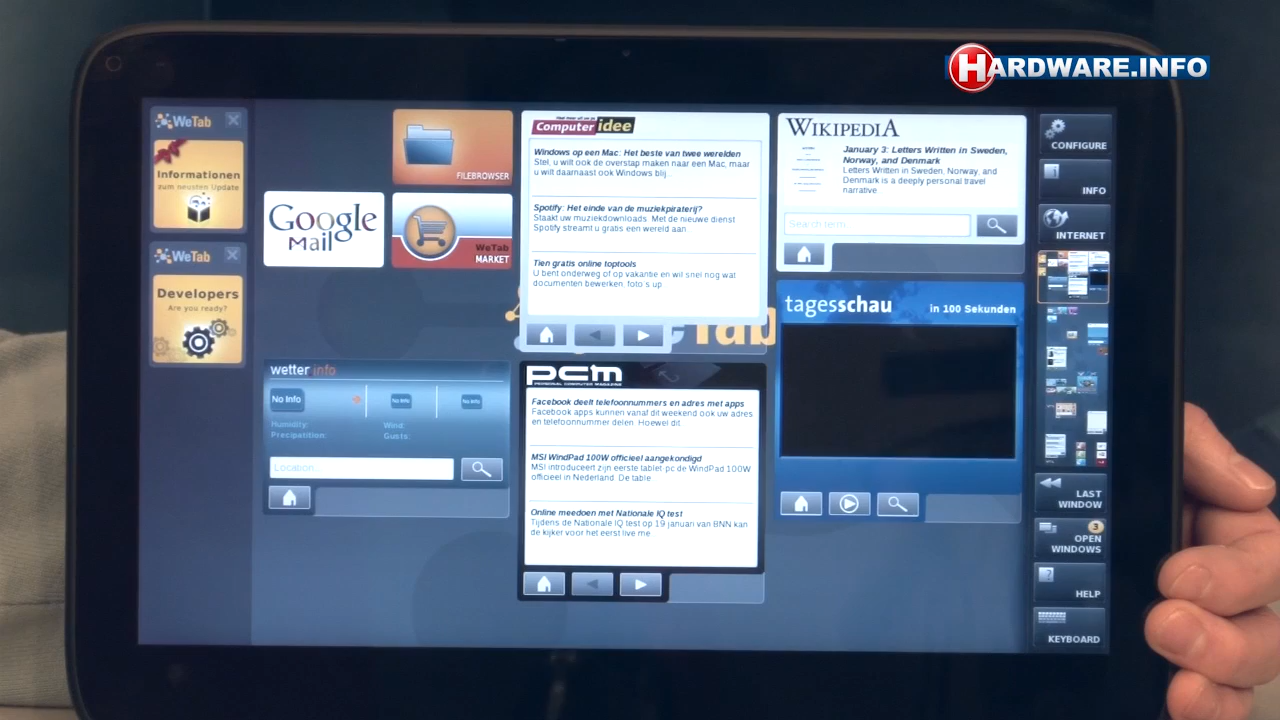 HARDWARE.INFO
WeTab
Informationen
zum neusten Update
WeTab
Developers
Are you ready?
FILEBROWSER
Google
Mail
WeTab
MARKET
Computer idee
Windows op een Mac: Het beste van twee werelden
Stel, u wilt ook de overstap maken naar een Mac, maar
u wilt daarnaast ook Windows blij...
Spotify: Het einde van de muziekpiraterij?
Staakt uw muziekdownloads. Met de nieuwe dienst
Spotify streamt u gratis een wereld aan...
Tien gratis online toptools
U bent onderweg of op vakantie en wil snel nog wat
documenten bewerken, foto's up...
Tab
WIKIPEDIA
January 3: Letters Written in Sweden,
Norway, and Denmark
Letters Written in Sweden, Norway, and
Denmark is a deeply personal travel
narrative
Search term...
tagesschau in 100 Sekunden
wetter info
No Info No Info No Info
Humidity: Wind:
Precipitation: Gusts:
Location...
pcm
PERSONAL COMPUTER MAGAZINE
Facebook deelt telefoonnummers en adres met apps
Facebook apps kunnen vanaf dit weekend ook uw adres
en telefoonnummer delen. Hoewel dit...
MSI WindPad 100W officieel aangekondigd
MSI introduceert zijn eerste tablet-pc de WindPad 100W
officieel in Nederland. De table...
Online meedoen met Nationale IQ test
Tijdens de Nationale IQ test op 19 januari van BNN kan
de kijker voor het eerst live me...
CONFIGURE
INFO
INTERNET
LAST
WINDOW
3
OPEN
WINDOWS
HELP
KEYBOARD